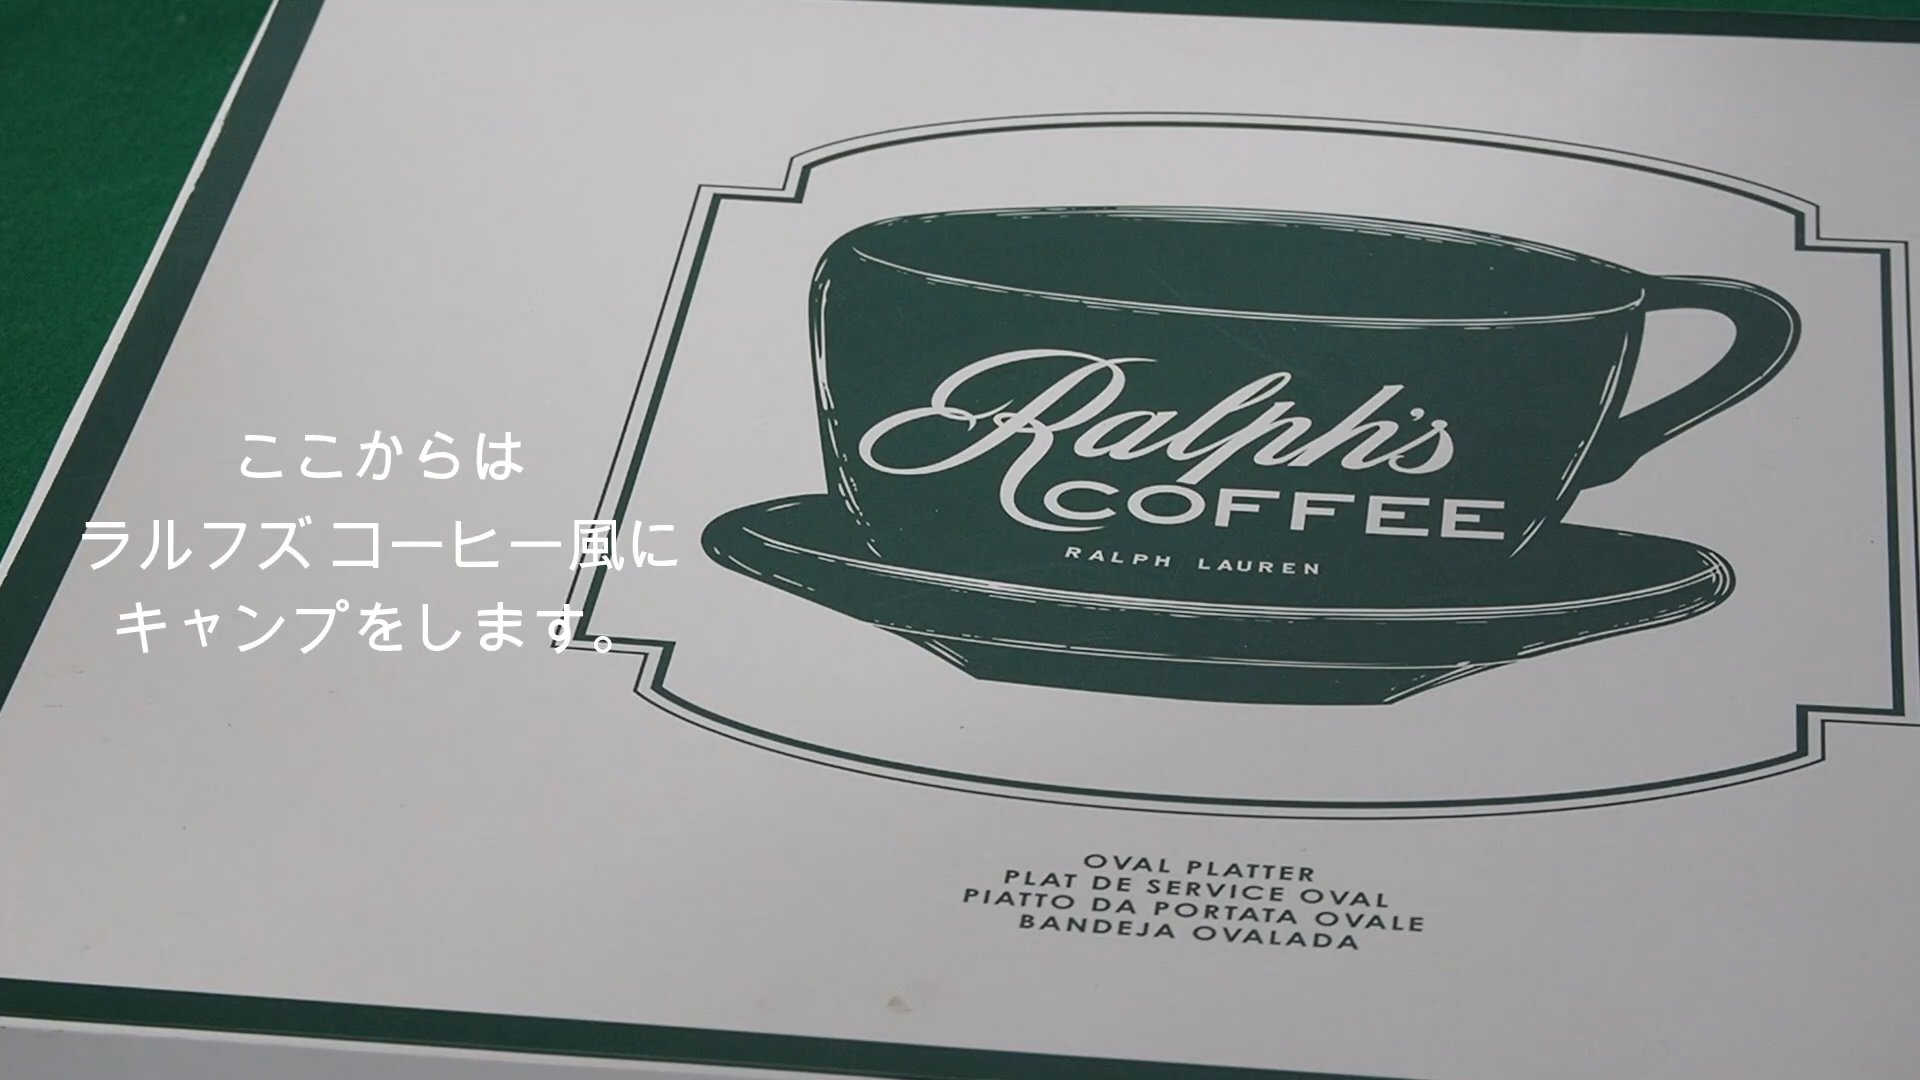 ここからは
ラルフズ コーヒー風に
キャンプをします。
Ralph's
COFFEE
RALPH LAUREN
OVAL PLATTER
PLAT DE SERVICE OVAL
PIATTO DA PORTATA OVALE
BANDEJA OVALADA